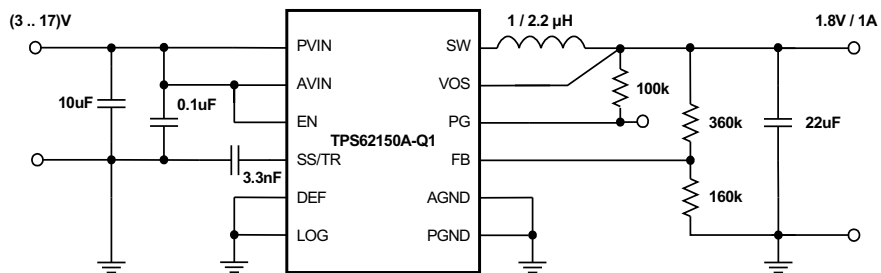 (3 .. 17)V
1 / 2.2 µH
1.8V / 1A
PVIN
SW
AVIN
VOS
100k
10uF
0.1uF
EN
PG
360k
22uF
TPS62150A-Q1
SS/TR
FB
3.3nF
DEF
AGND
160k
LOG
PGND